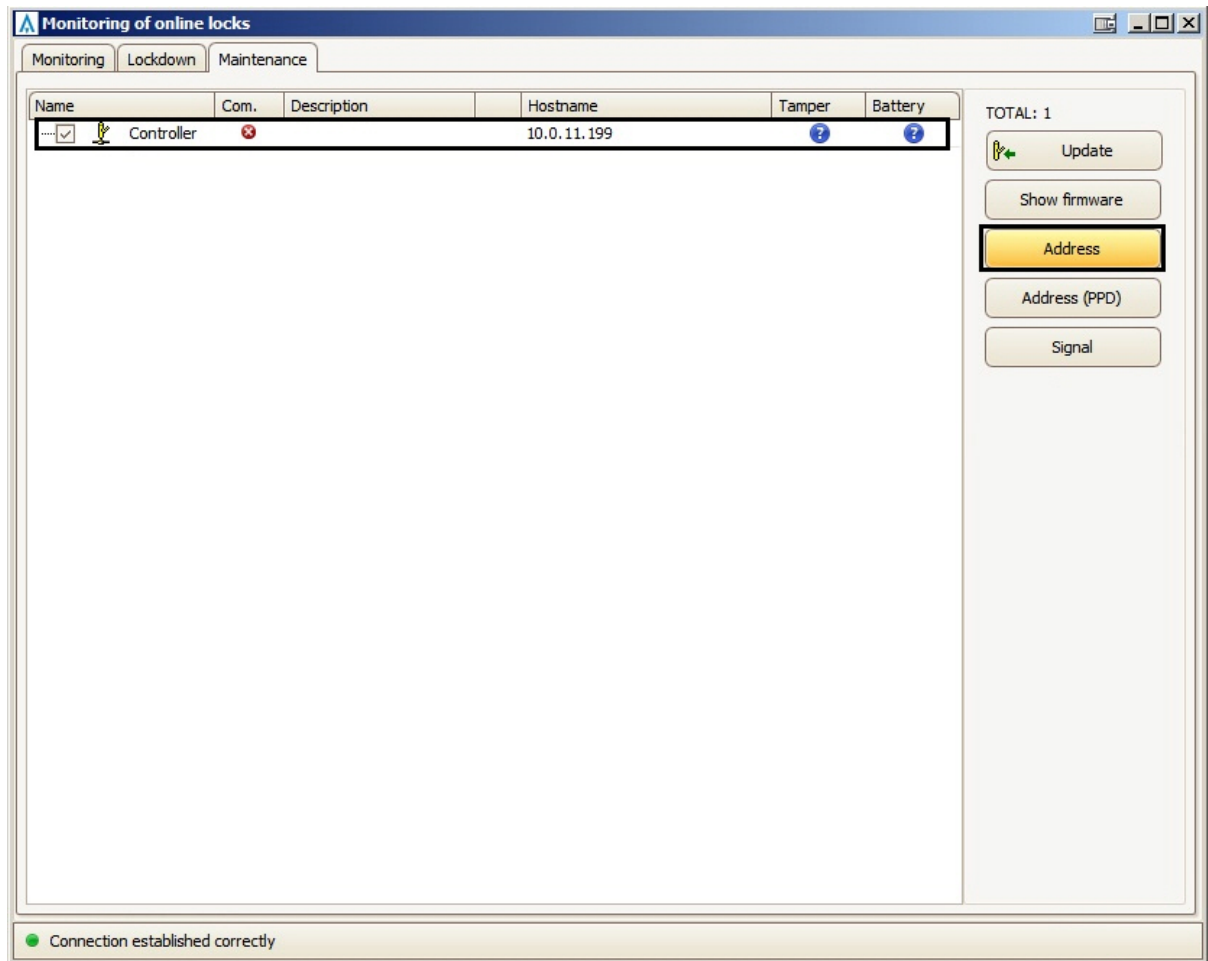 Monitoring of online locks
Monitoring Lockdown Maintenance
Name Com. Description Hostname Tamper Battery
Controller 10.0.11.199
TOTAL: 1
Update
Show firmware
Address
Address (PPD)
Signal
Connection established correctly